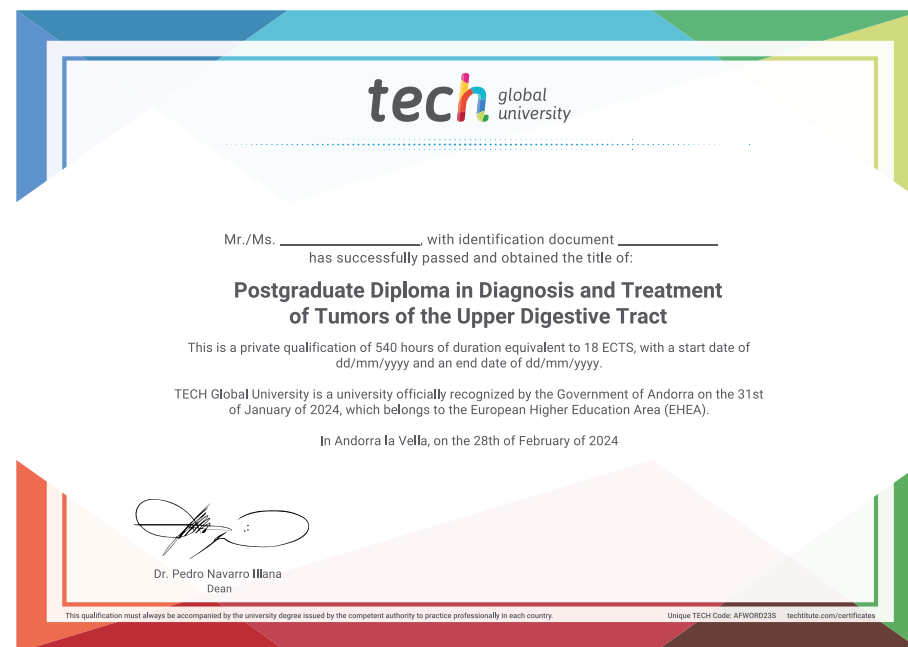 tech global university
Mr./Ms. ____________, with identification document ____________
has successfully passed and obtained the title of:
Postgraduate Diploma in Diagnosis and Treatment
of Tumors of the Upper Digestive Tract
This is a private qualification of 540 hours of duration equivalent to 18 ECTS, with a start date of
dd/mm/yyyy and an end date of dd/mm/yyyy.
TECH Global University is a university officially recognized by the Government of Andorra on the 31st
of January of 2024, which belongs to the European Higher Education Area (EHEA).
In Andorra la Vella, on the 28th of February of 2024
Dr. Pedro Navarro Illana
Dean
This qualification must always be accompanied by the university degree issued by the competent authority to practice professionally in each country.
Unique TECH Code: AFWORD23S techtitute.com/certificates